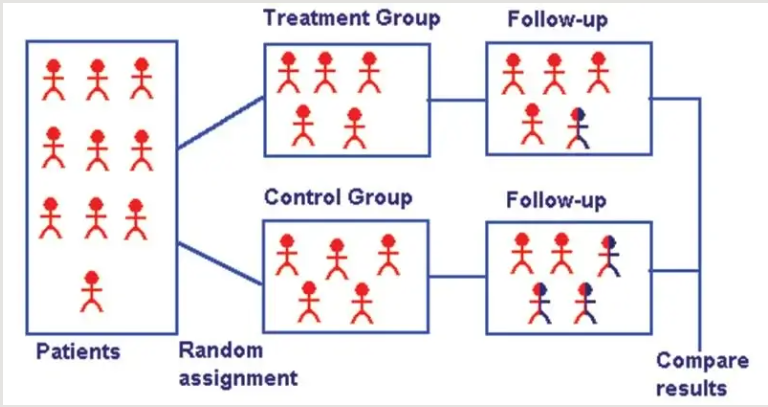 Treatment Group
Follow-up
Control Group
Follow-up
Patients
Random
assignment
Compare
results